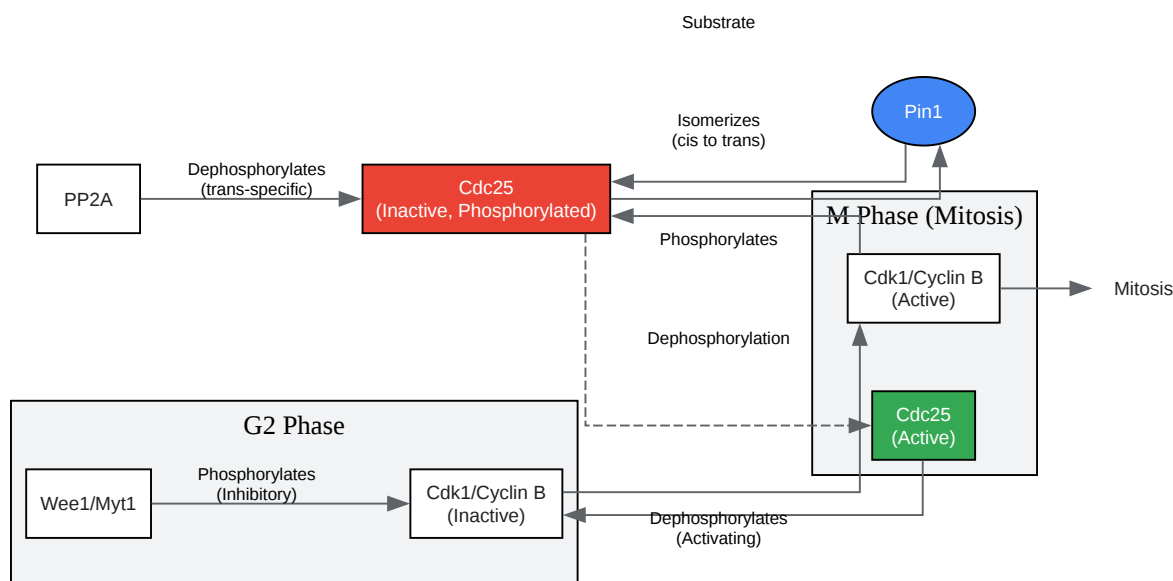 Substrate
Pin1
Isomerizes
(cis to trans)
Dephosphorylates
(trans-specific)
PP2A
Cdc25
(Inactive, Phosphorylated)
M Phase (Mitosis)
Phosphorylates
Cdk1/Cyclin B
(Active)
Mitosis
Dephosphorylation
Cdc25
(Active)
G2 Phase
Phosphorylates
(Inhibitory)
Wee1/Myt1
Cdk1/Cyclin B
(Inactive)
Dephosphorylates
(Activating)